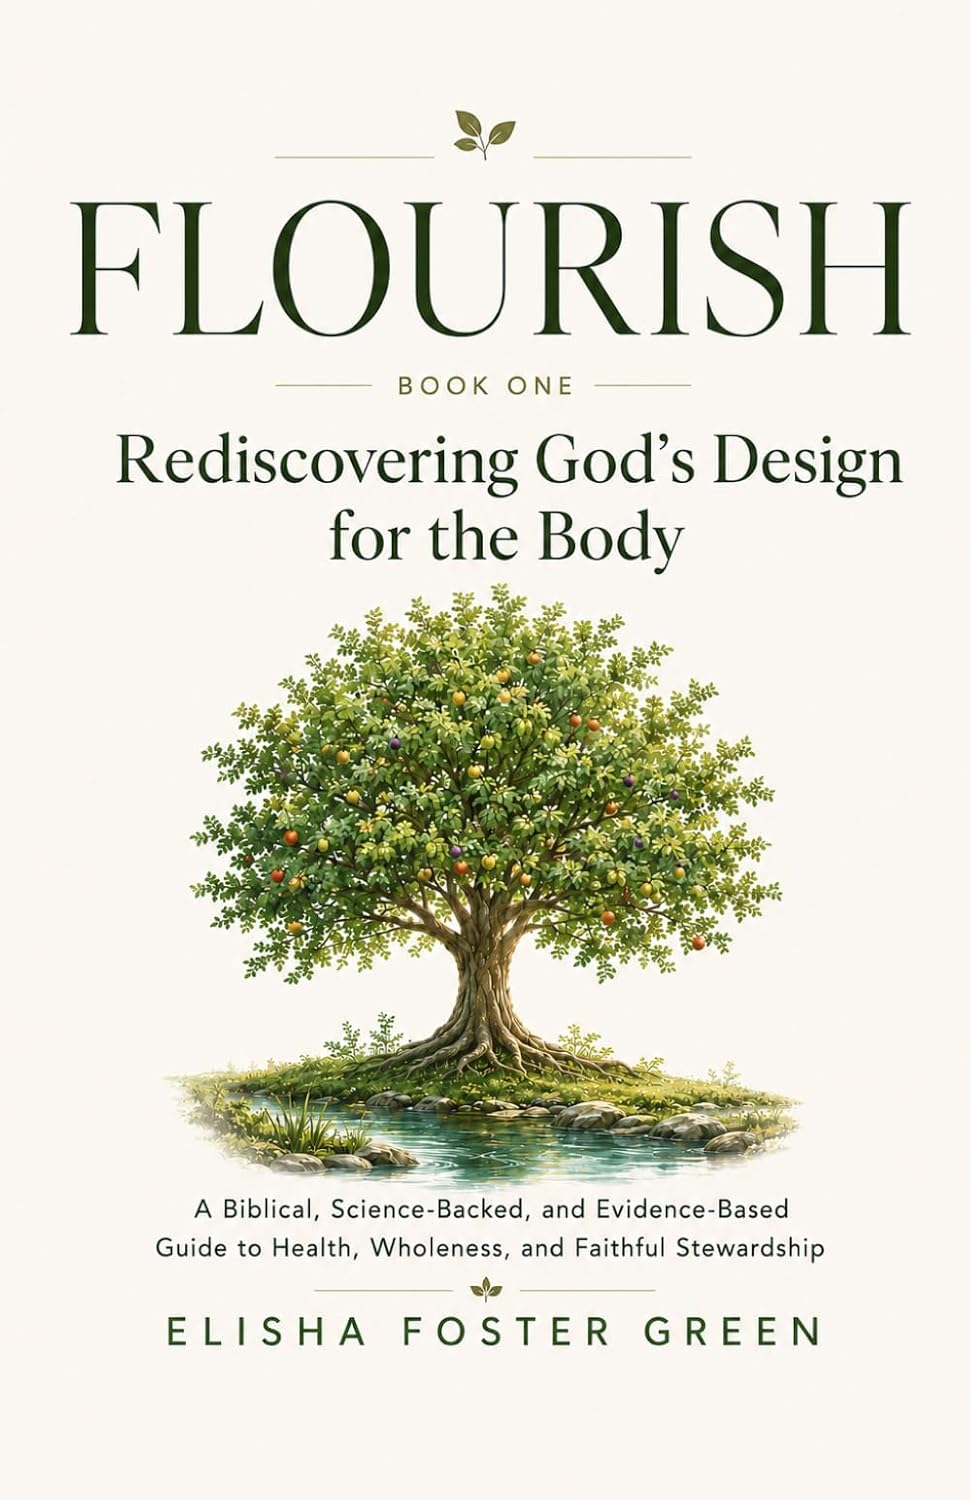 FLOURISH
BOOK ONE
Rediscovering God’s Design
for the Body
A Biblical, Science-Backed, and Evidence-Based
Guide to Health, Wholeness, and Faithful Stewardship
ELISHA FOSTER GREEN